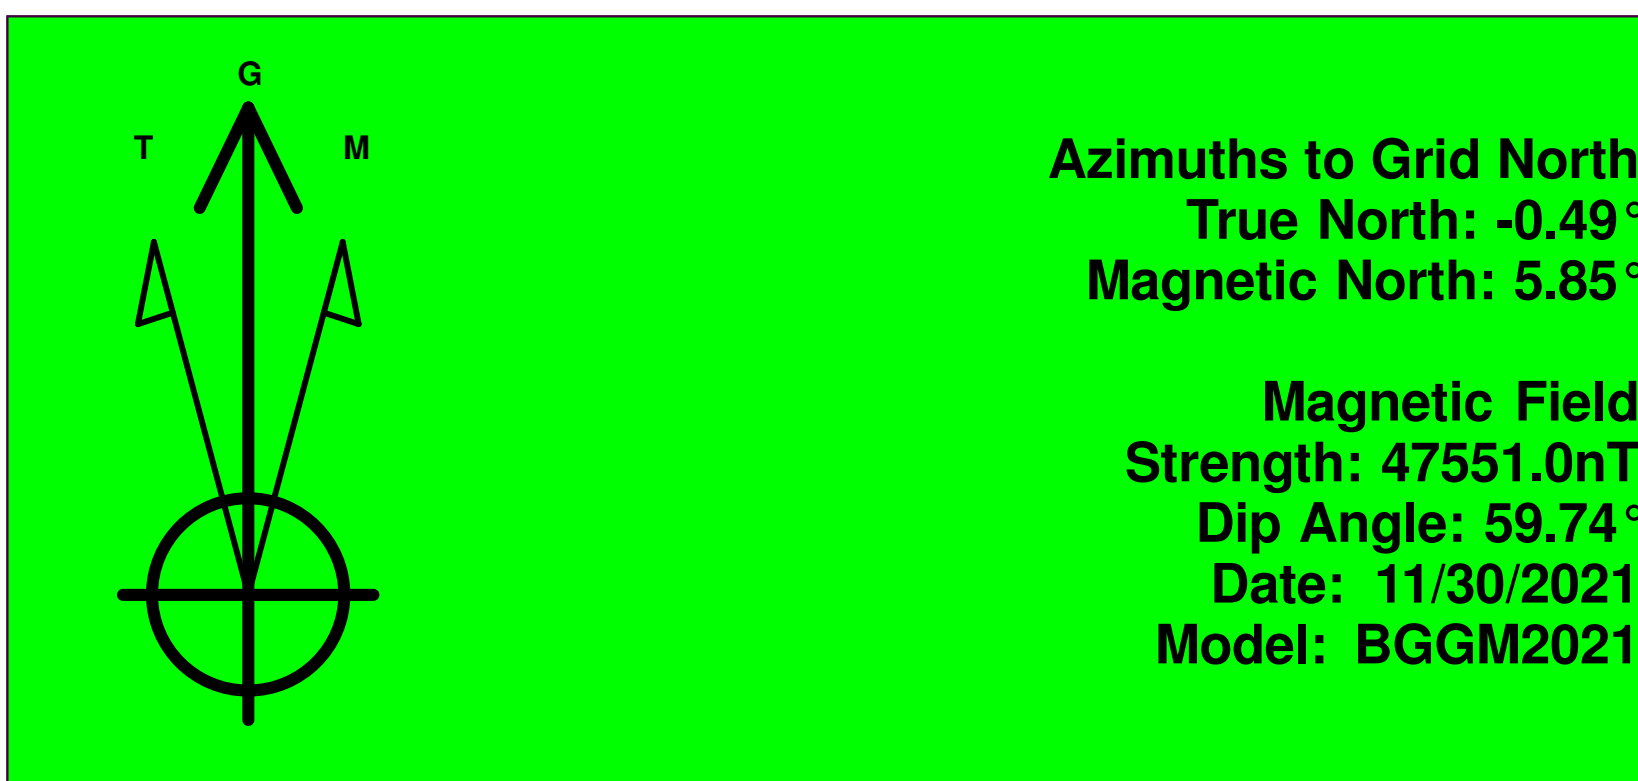 G
T M
Azimuths to Grid North
True North: -0.49°
Magnetic North: 5.85°
Magnetic Field
Strength: 47551.0nT
Dip Angle: 59.74°
Date: 11/30/2021
Model: BGGM2021